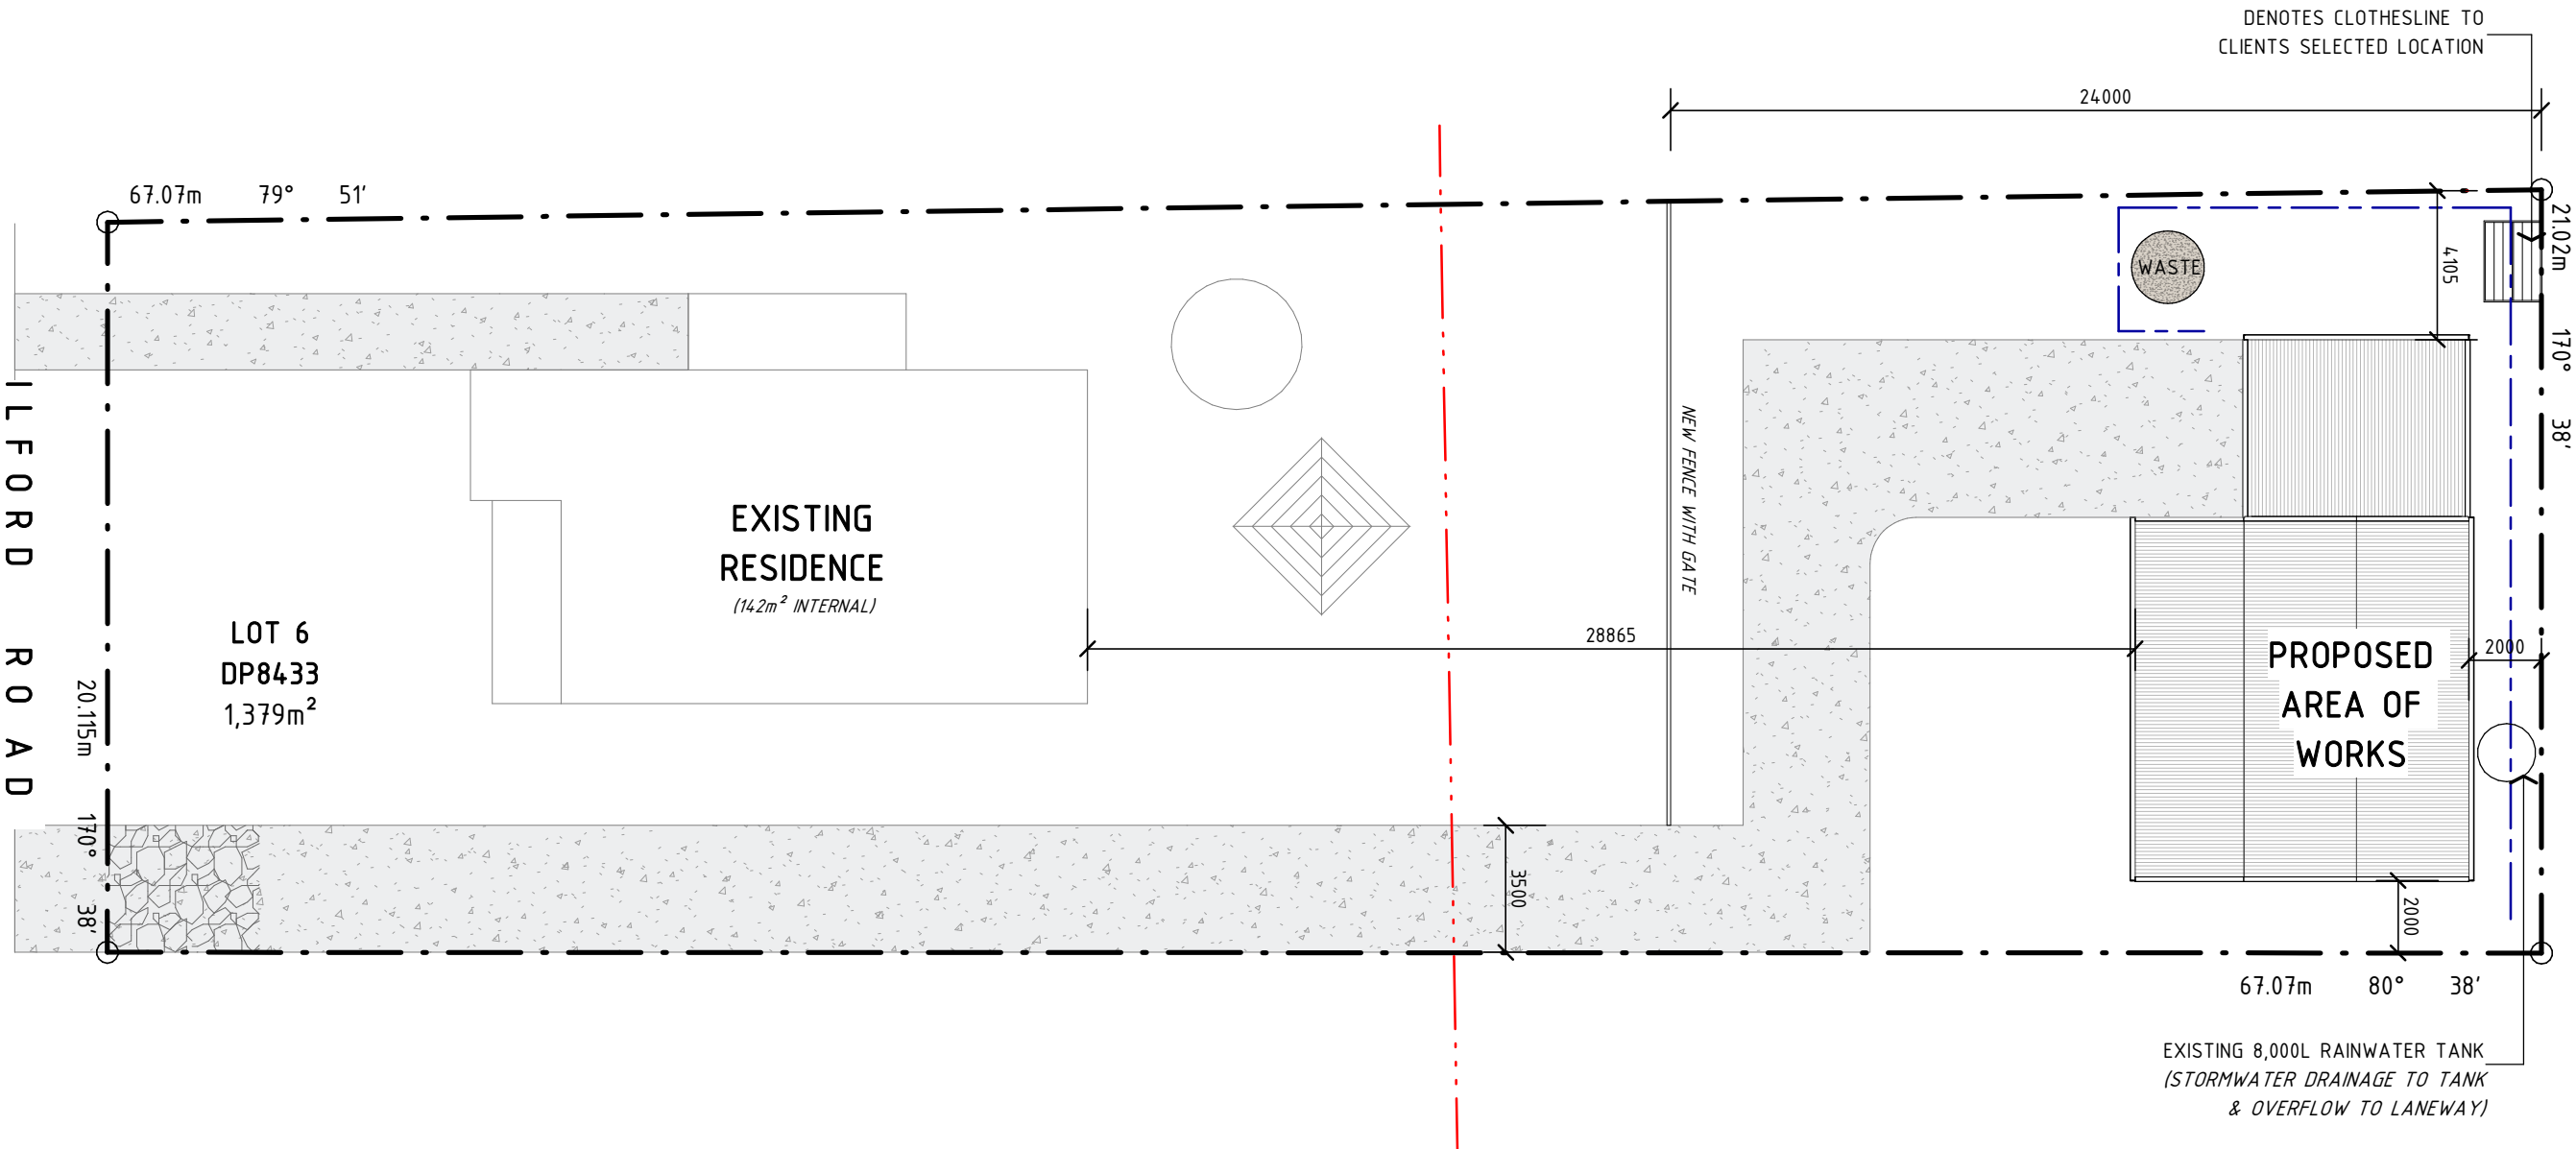 DENOTES CLOTHESLINE TO
CLIENTS SELECTED LOCATION
24000
67.07m 79° 51'
21.02m 170° 38'
4105
WASTE
ILFORD ROAD
NEW FENCE WITH GATE
EXISTING
RESIDENCE
(142m² INTERNAL)
28865
2000
LOT 6
DP8433
1,379m²
PROPOSED
AREA OF
WORKS
20.115m 170° 38'
3500
2000
67.07m 80° 38'
EXISTING 8,000L RAINWATER TANK
(STORMWATER DRAINAGE TO TANK
& OVERFLOW TO LANEWAY)